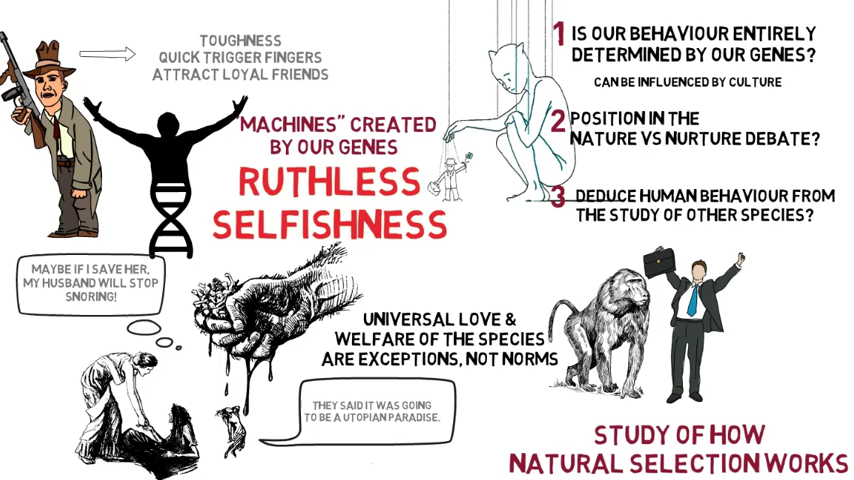 TOUGHNESS
QUICK TRIGGER FINGERS
ATTRACT LOYAL FRIENDS
"MACHINES" CREATED
BY OUR GENES
RUTHLESS
SELFISHNESS
1 IS OUR BEHAVIOUR ENTIRELY
DETERMINED BY OUR GENES?
CAN BE INFLUENCED BY CULTURE
2 POSITION IN THE
NATURE VS NURTURE DEBATE?
3 DEDUCE HUMAN BEHAVIOUR FROM
THE STUDY OF OTHER SPECIES?
MAYBE IF I SAVE HER,
MY HUSBAND WILL STOP
SNORING!
UNIVERSAL LOVE &
WELFARE OF THE SPECIES
ARE EXCEPTIONS, NOT NORMS
THEY SAID IT WAS GOING
TO BE A UTOPIAN PARADISE.
STUDY OF HOW
NATURAL SELECTION WORKS